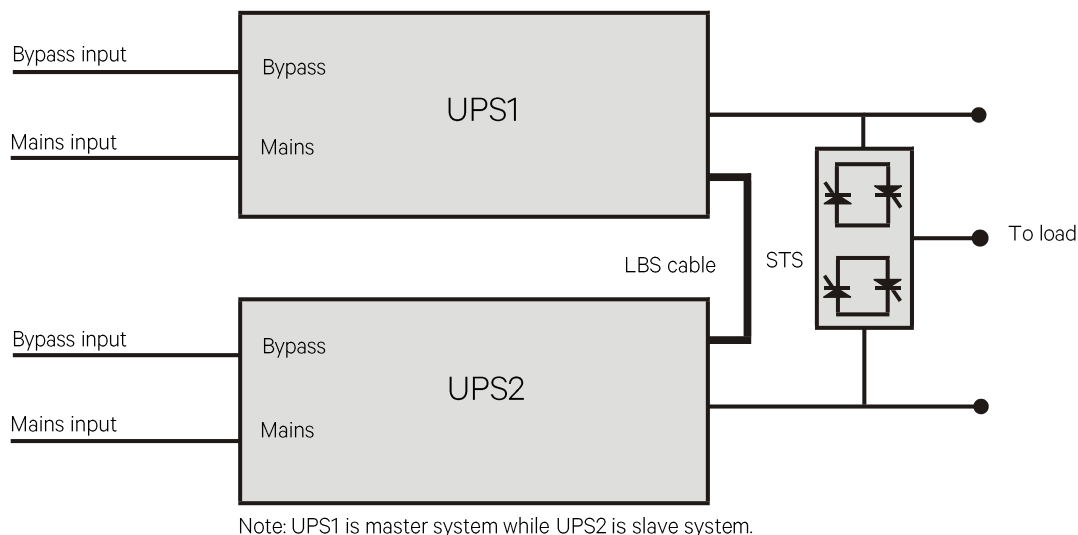 Bypass input
Bypass
UPS1
Mains input
Mains
LBS cable
STS
To load
Bypass input
Bypass
UPS2
Mains input
Mains
Note: UPS1 is master system while UPS2 is slave system.